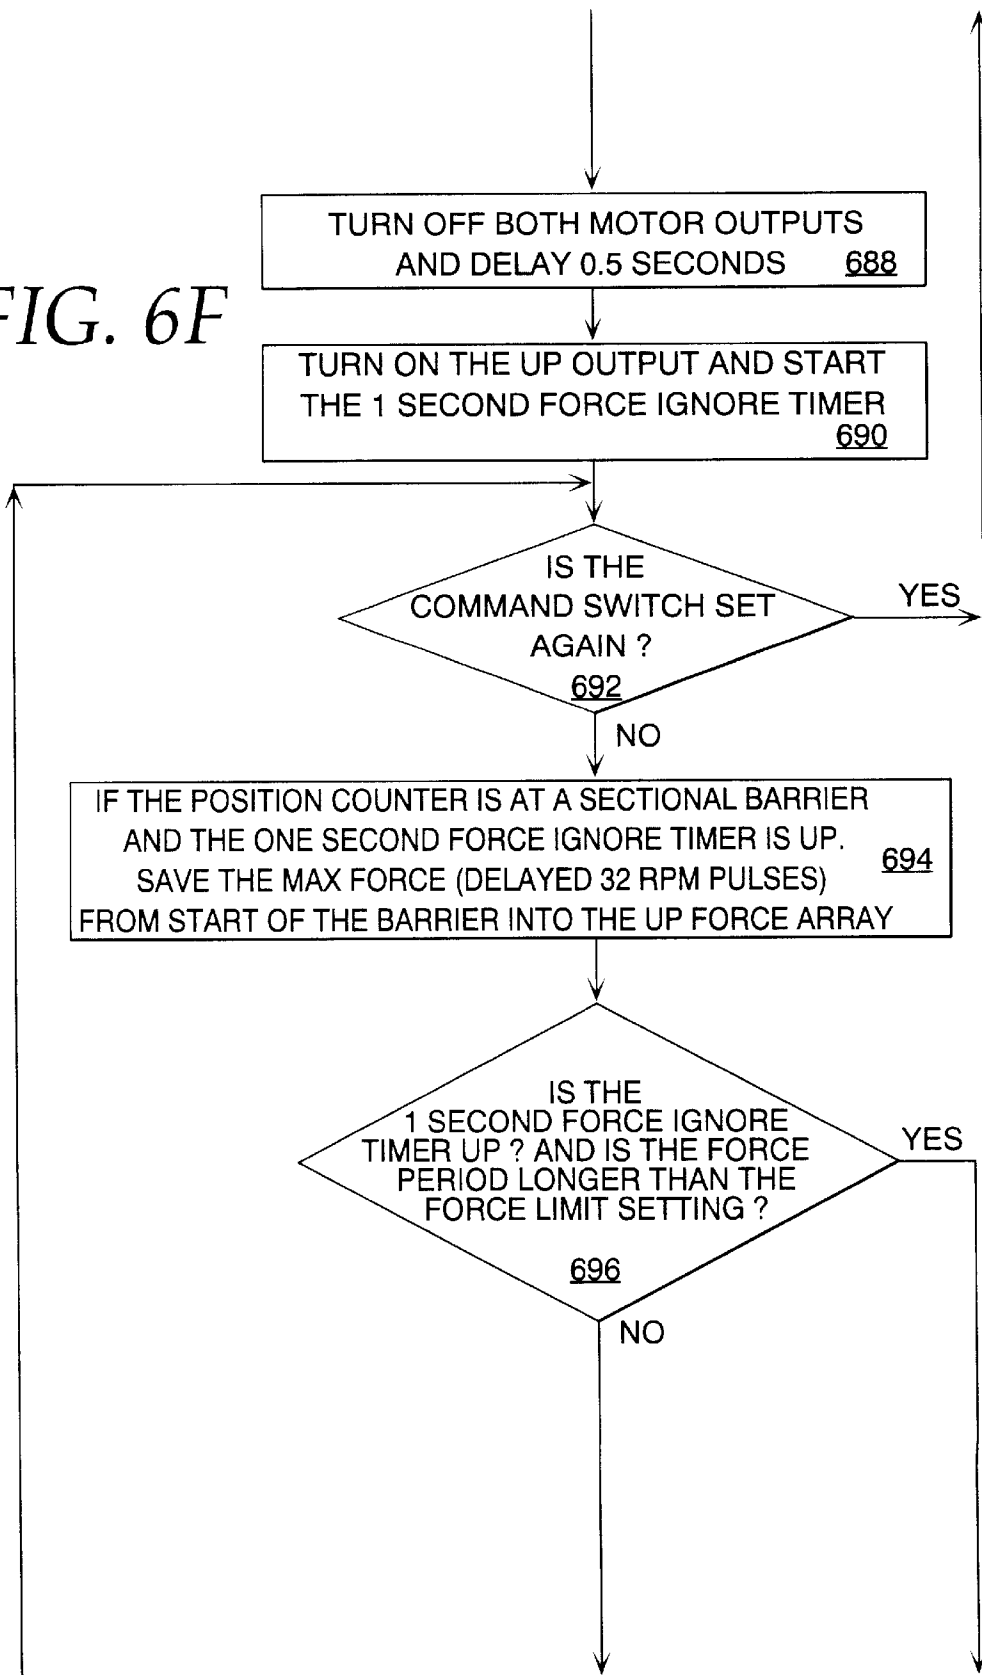 TURN OFF BOTH MOTOR OUTPUTS
AND DELAY 0.5 SECONDS 688
FIG. 6F
TURN ON THE UP OUTPUT AND START
THE 1 SECOND FORCE IGNORE TIMER
690
IS THE
COMMAND SWITCH SET
AGAIN ?
692
YES
NO
IF THE POSITION COUNTER IS AT A SECTIONAL BARRIER
AND THE ONE SECOND FORCE IGNORE TIMER IS UP.
SAVE THE MAX FORCE (DELAYED 32 RPM PULSES)
FROM START OF THE BARRIER INTO THE UP FORCE ARRAY
694
IS THE
1 SECOND FORCE IGNORE
TIMER UP ? AND IS THE FORCE
PERIOD LONGER THAN THE
FORCE LIMIT SETTING ?
696
YES
NO